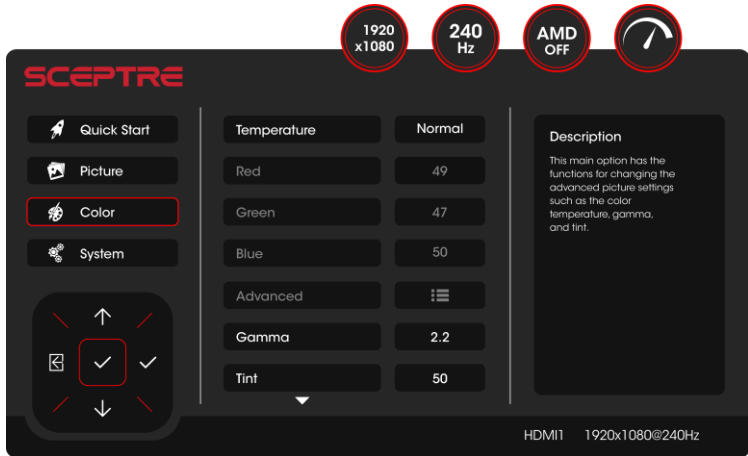 1920
x1080
240
Hz
AMD
OFF
SCEPTRE
Quick Start
Picture
Color
System
Temperature Normal
Red 49
Green 47
Blue 50
Advanced
Gamma 2.2
Tint 50
Description
This main option has the
functions for changing the
advanced picture settings
such as the color
temperature, gamma,
and tint.
HDMI1 1920x1080@240Hz